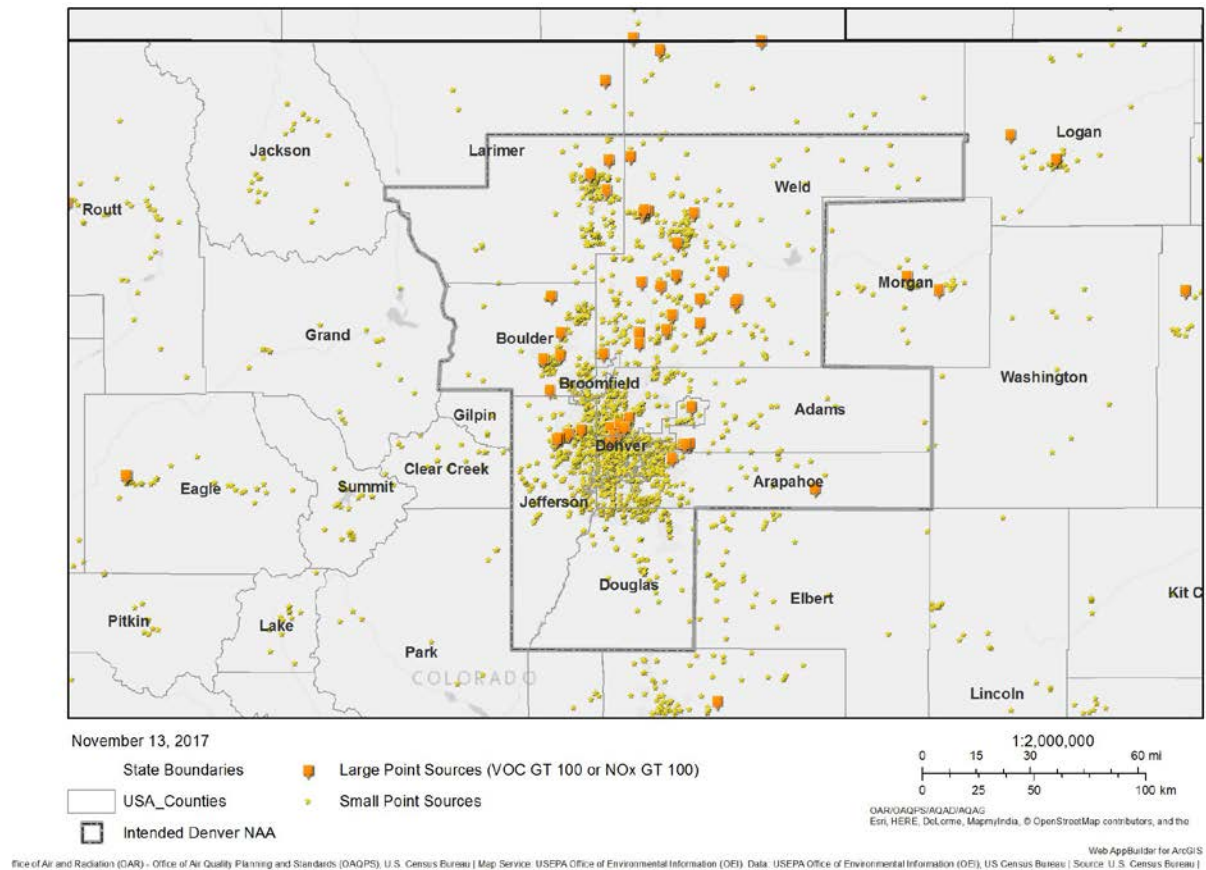 Jackson
Larimer
Logan
Weld
Routt
Morgan
Grand
Boulder
Washington
Broomfield
Gilpin
Adams
Denver
Clear Creek
Eagle
Summit
Arapahoe
Jefferson
Douglas
Elbert
Kit C
Pitkin
Lake
Park
COLORADO
Lincoln
November 13, 2017
State Boundaries
USA_Counties
Intended Denver NAA
Large Point Sources (VOC GT 100 or NOx GT 100)
Small Point Sources
1:2,000,000
0 15 30 60 mi
0 25 50 100 km
OAR/OAQPS/AQAD/AQAG
Esri, HERE, DeLorme, MapmyIndia, © OpenStreetMap contributors, and the
Web AppBuilder for ArcGIS
ffice of Air and Radiation (OAR) - Office of Air Quality Planning and Standards (OAQPS), U.S. Census Bureau | Map Service: USEPA Office of Environmental Information (OEI). Data: USEPA Office of Environmental Information (OEI), US Census Bureau | Source: U.S. Census Bureau |